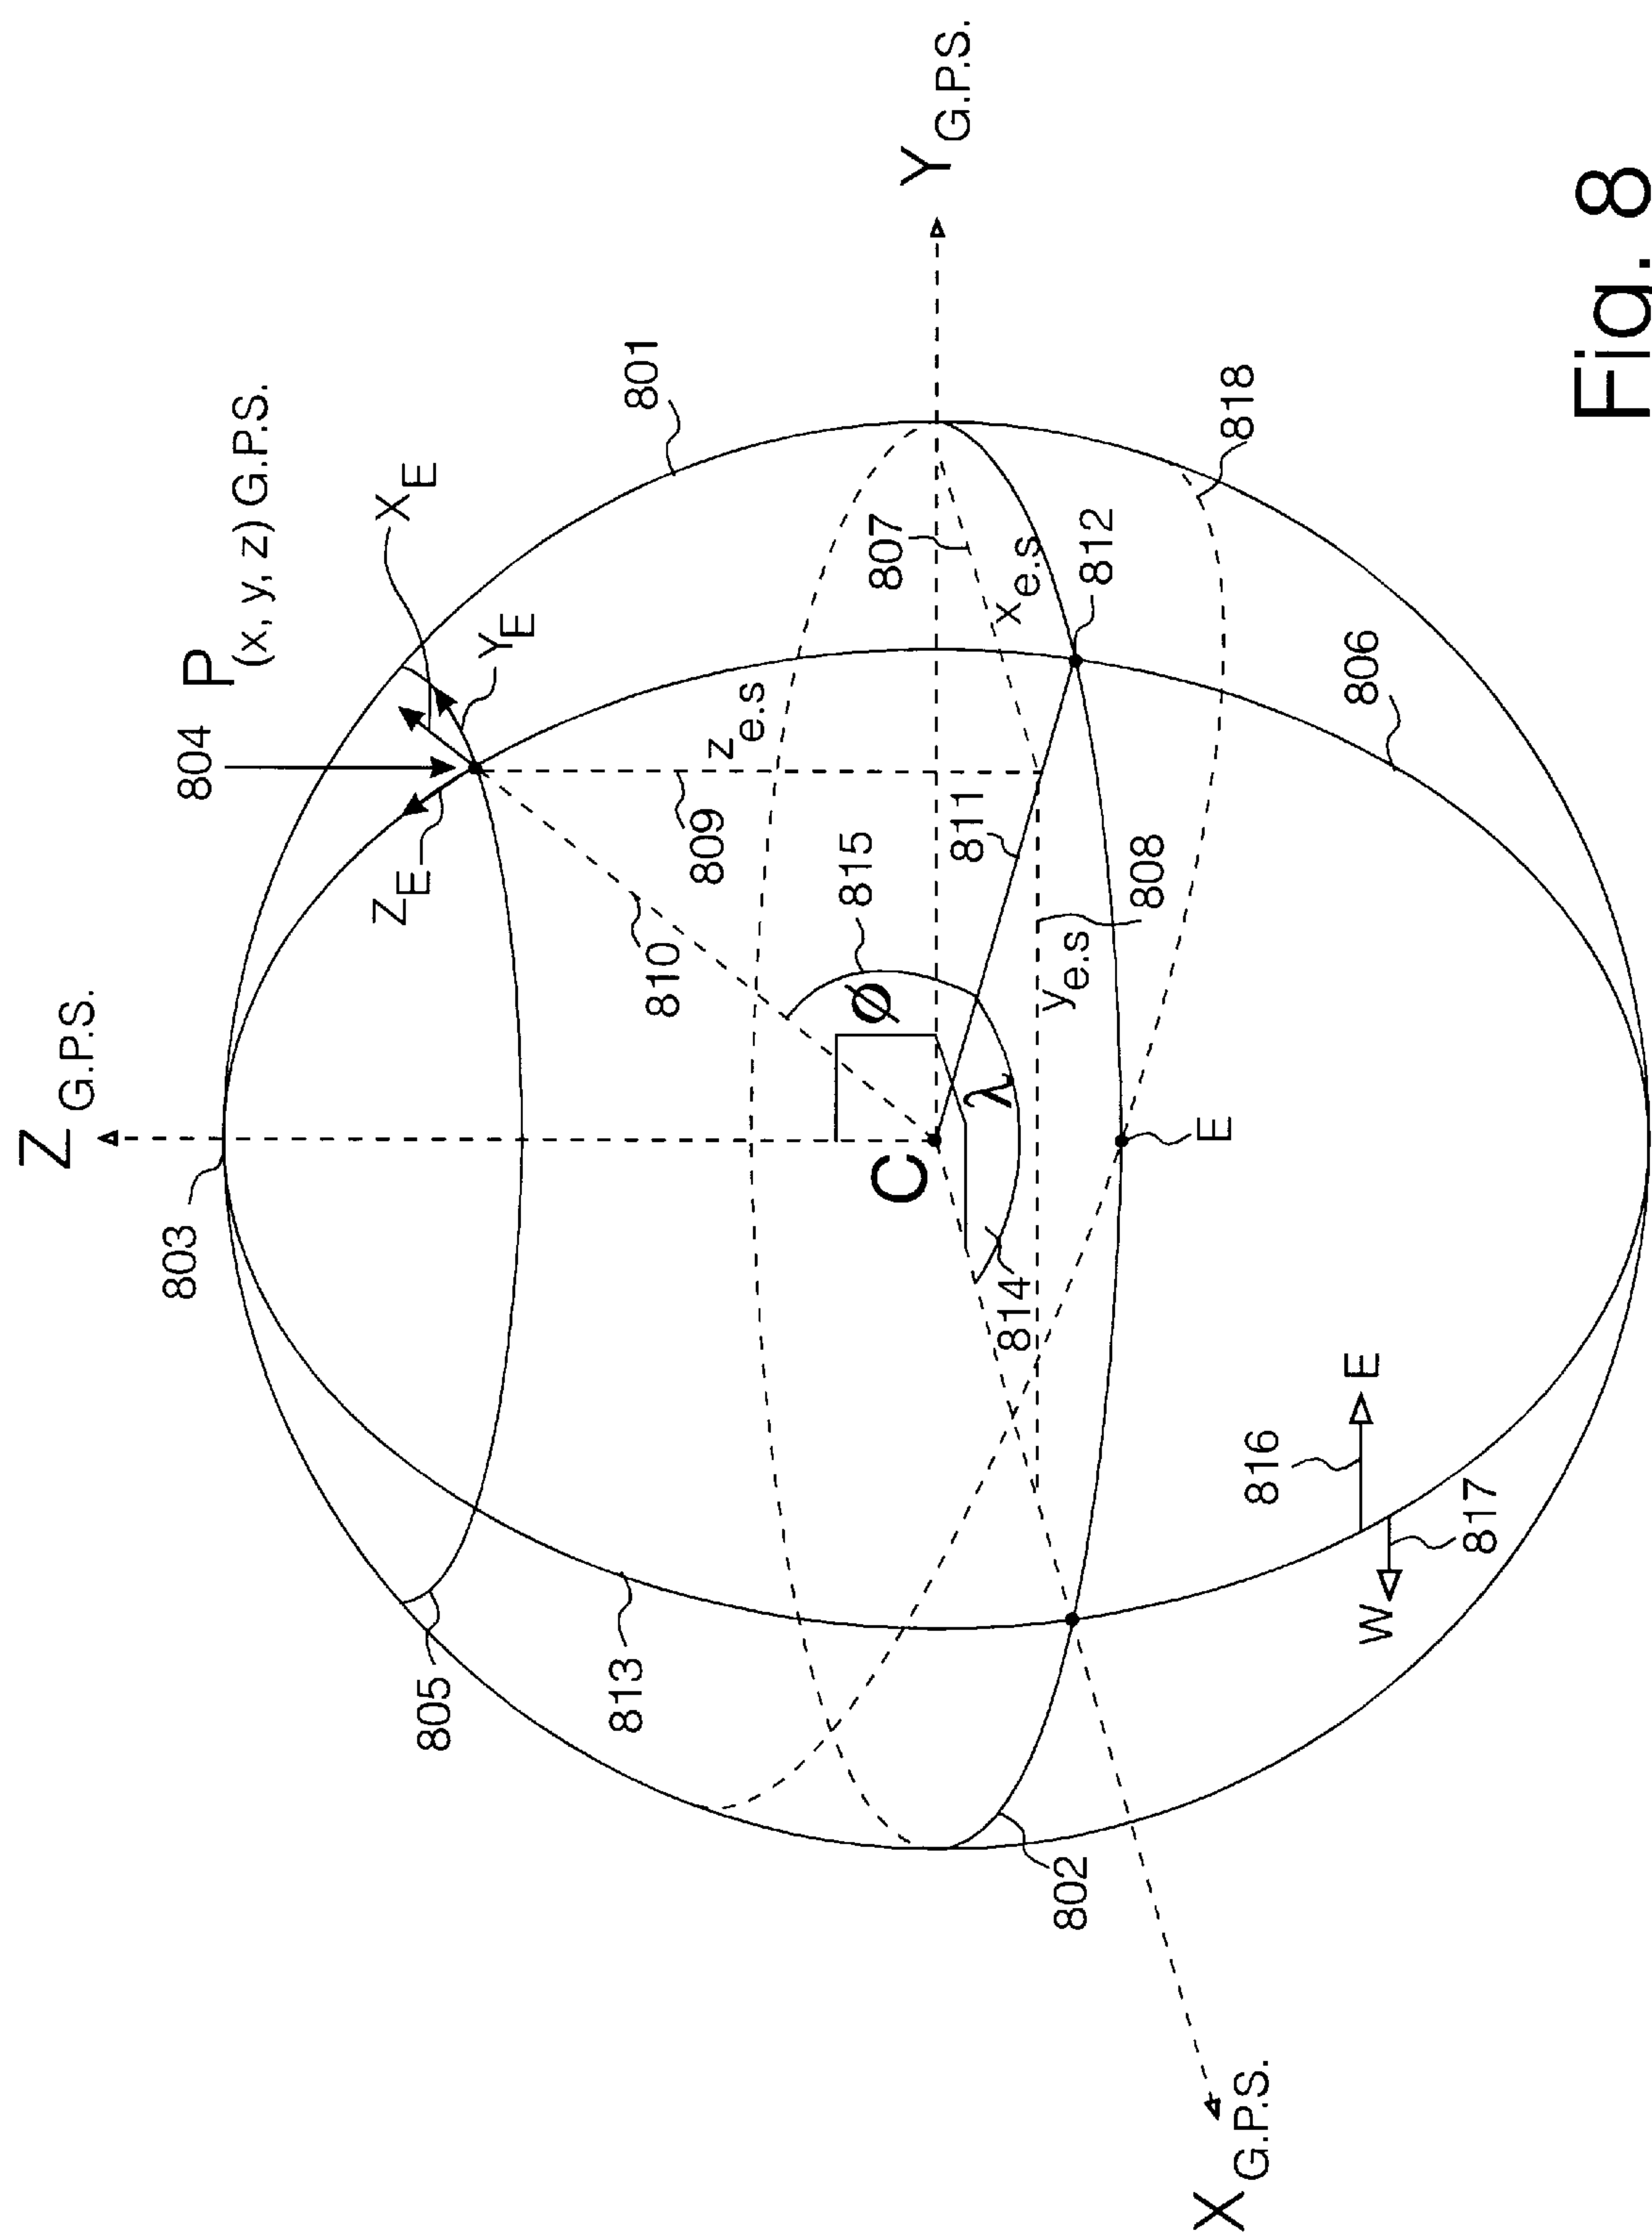 Z G.P.S.
803
804
P (x, y, z) G.P.S.
801
X E
Y E
Z E
805
810
809
z e.s
815
ϕ
807
Y G.P.S.
x e.s
812
811
C
λ
814
y e.s
808
818
E
813
806
802
816
E
W
817
X G.P.S.
Fig. 8